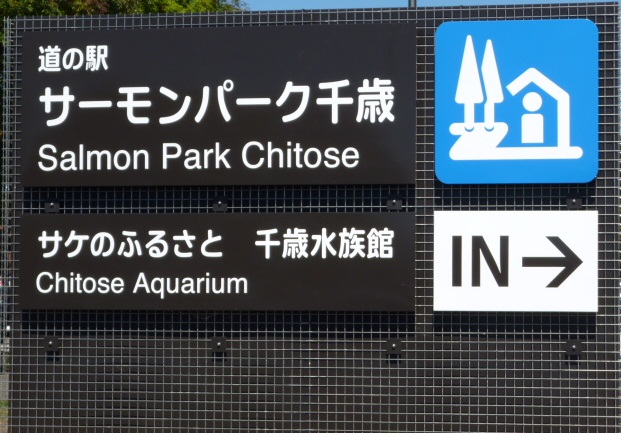 道の駅
サーモンパーク千歳
Salmon Park Chitose
サケのふるさと　千歳水族館
Chitose Aquarium
IN→